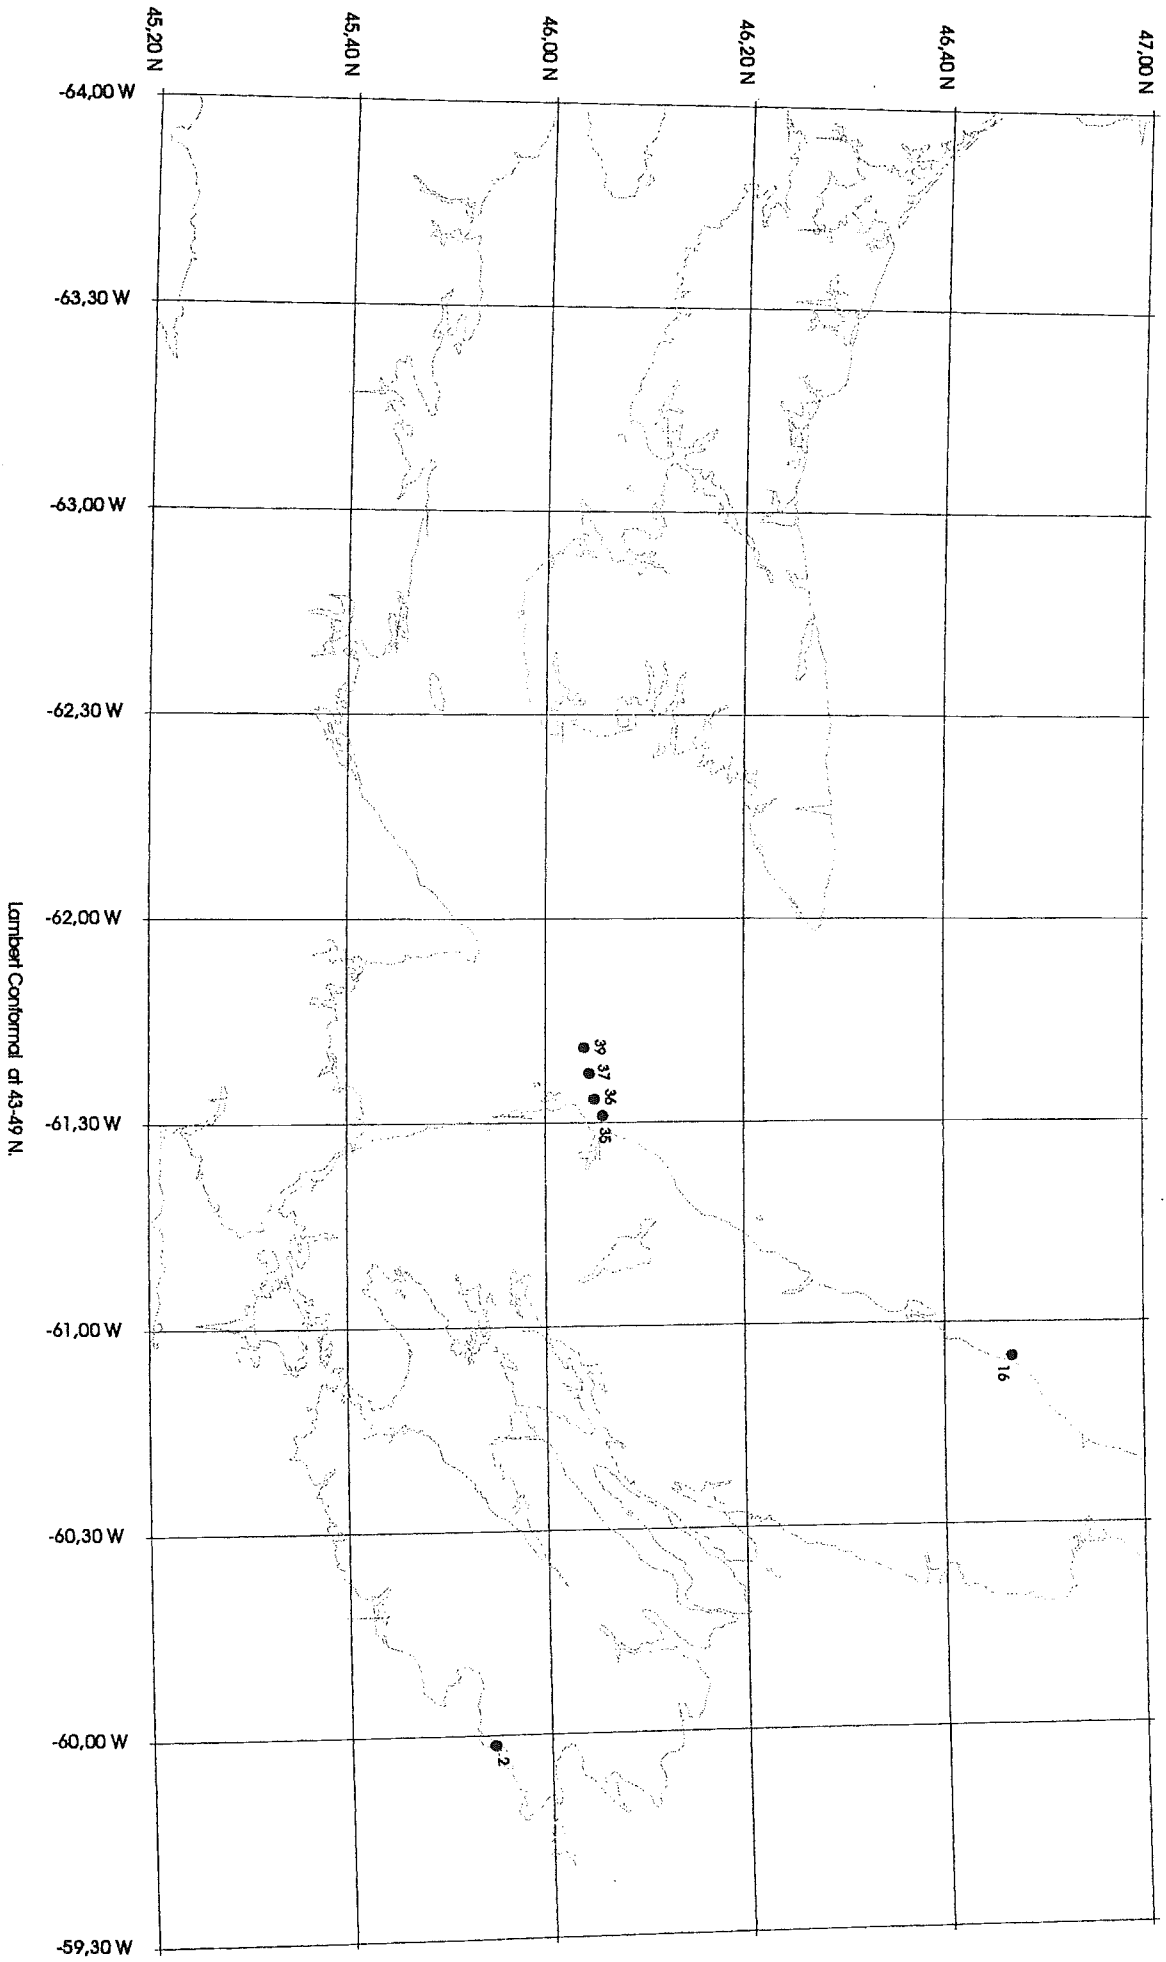 47,00 N
46,40 N
46,20 N
46,00 N
45,40 N
45,20 N
-64,00 W
-63,30 W
-63,00 W
-62,30 W
-62,00 W
-61,30 W
-61,00 W
-60,30 W
-60,00 W
-59,30 W
39
37
36
35
16
2
Lambert Conformal at 43-49 N.